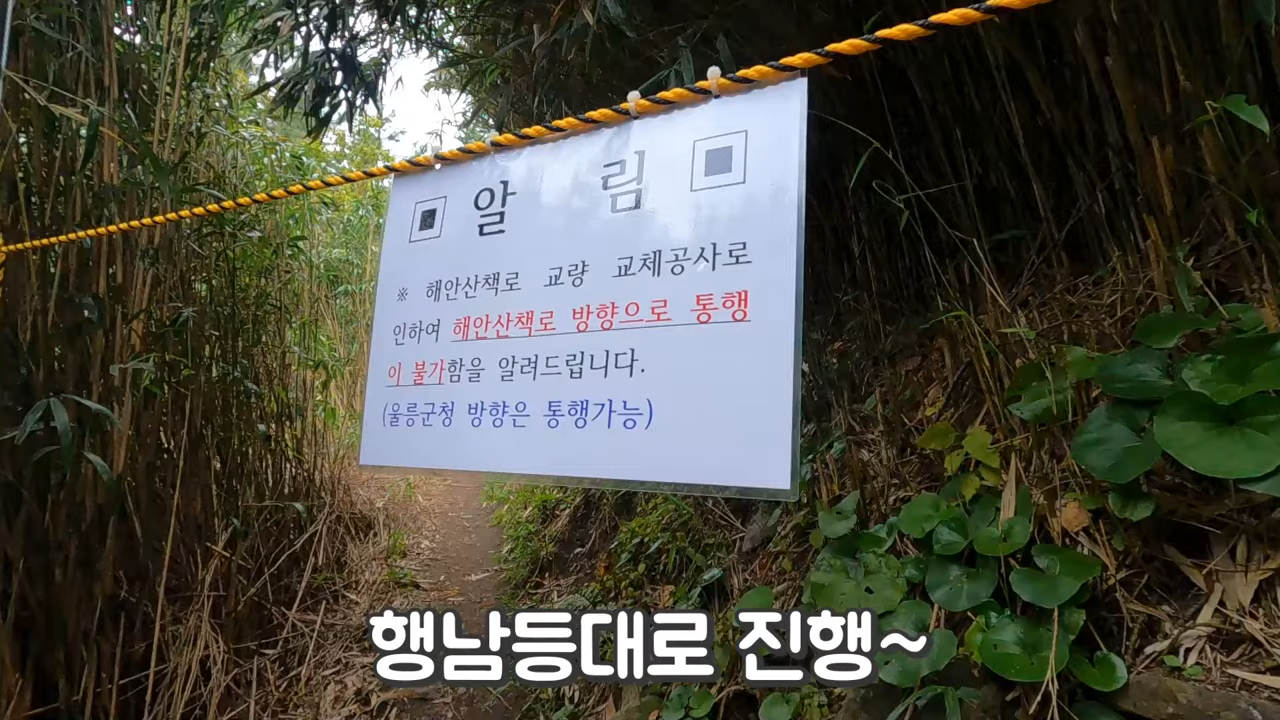 ▣ 알 림 ▣
※ 해안산책로 교량 교체공사로
인하여 해안산책로 방향으로 통행
이 불가함을 알려드립니다.
(울릉군청 방향은 통행가능)
행남등대로 진행~